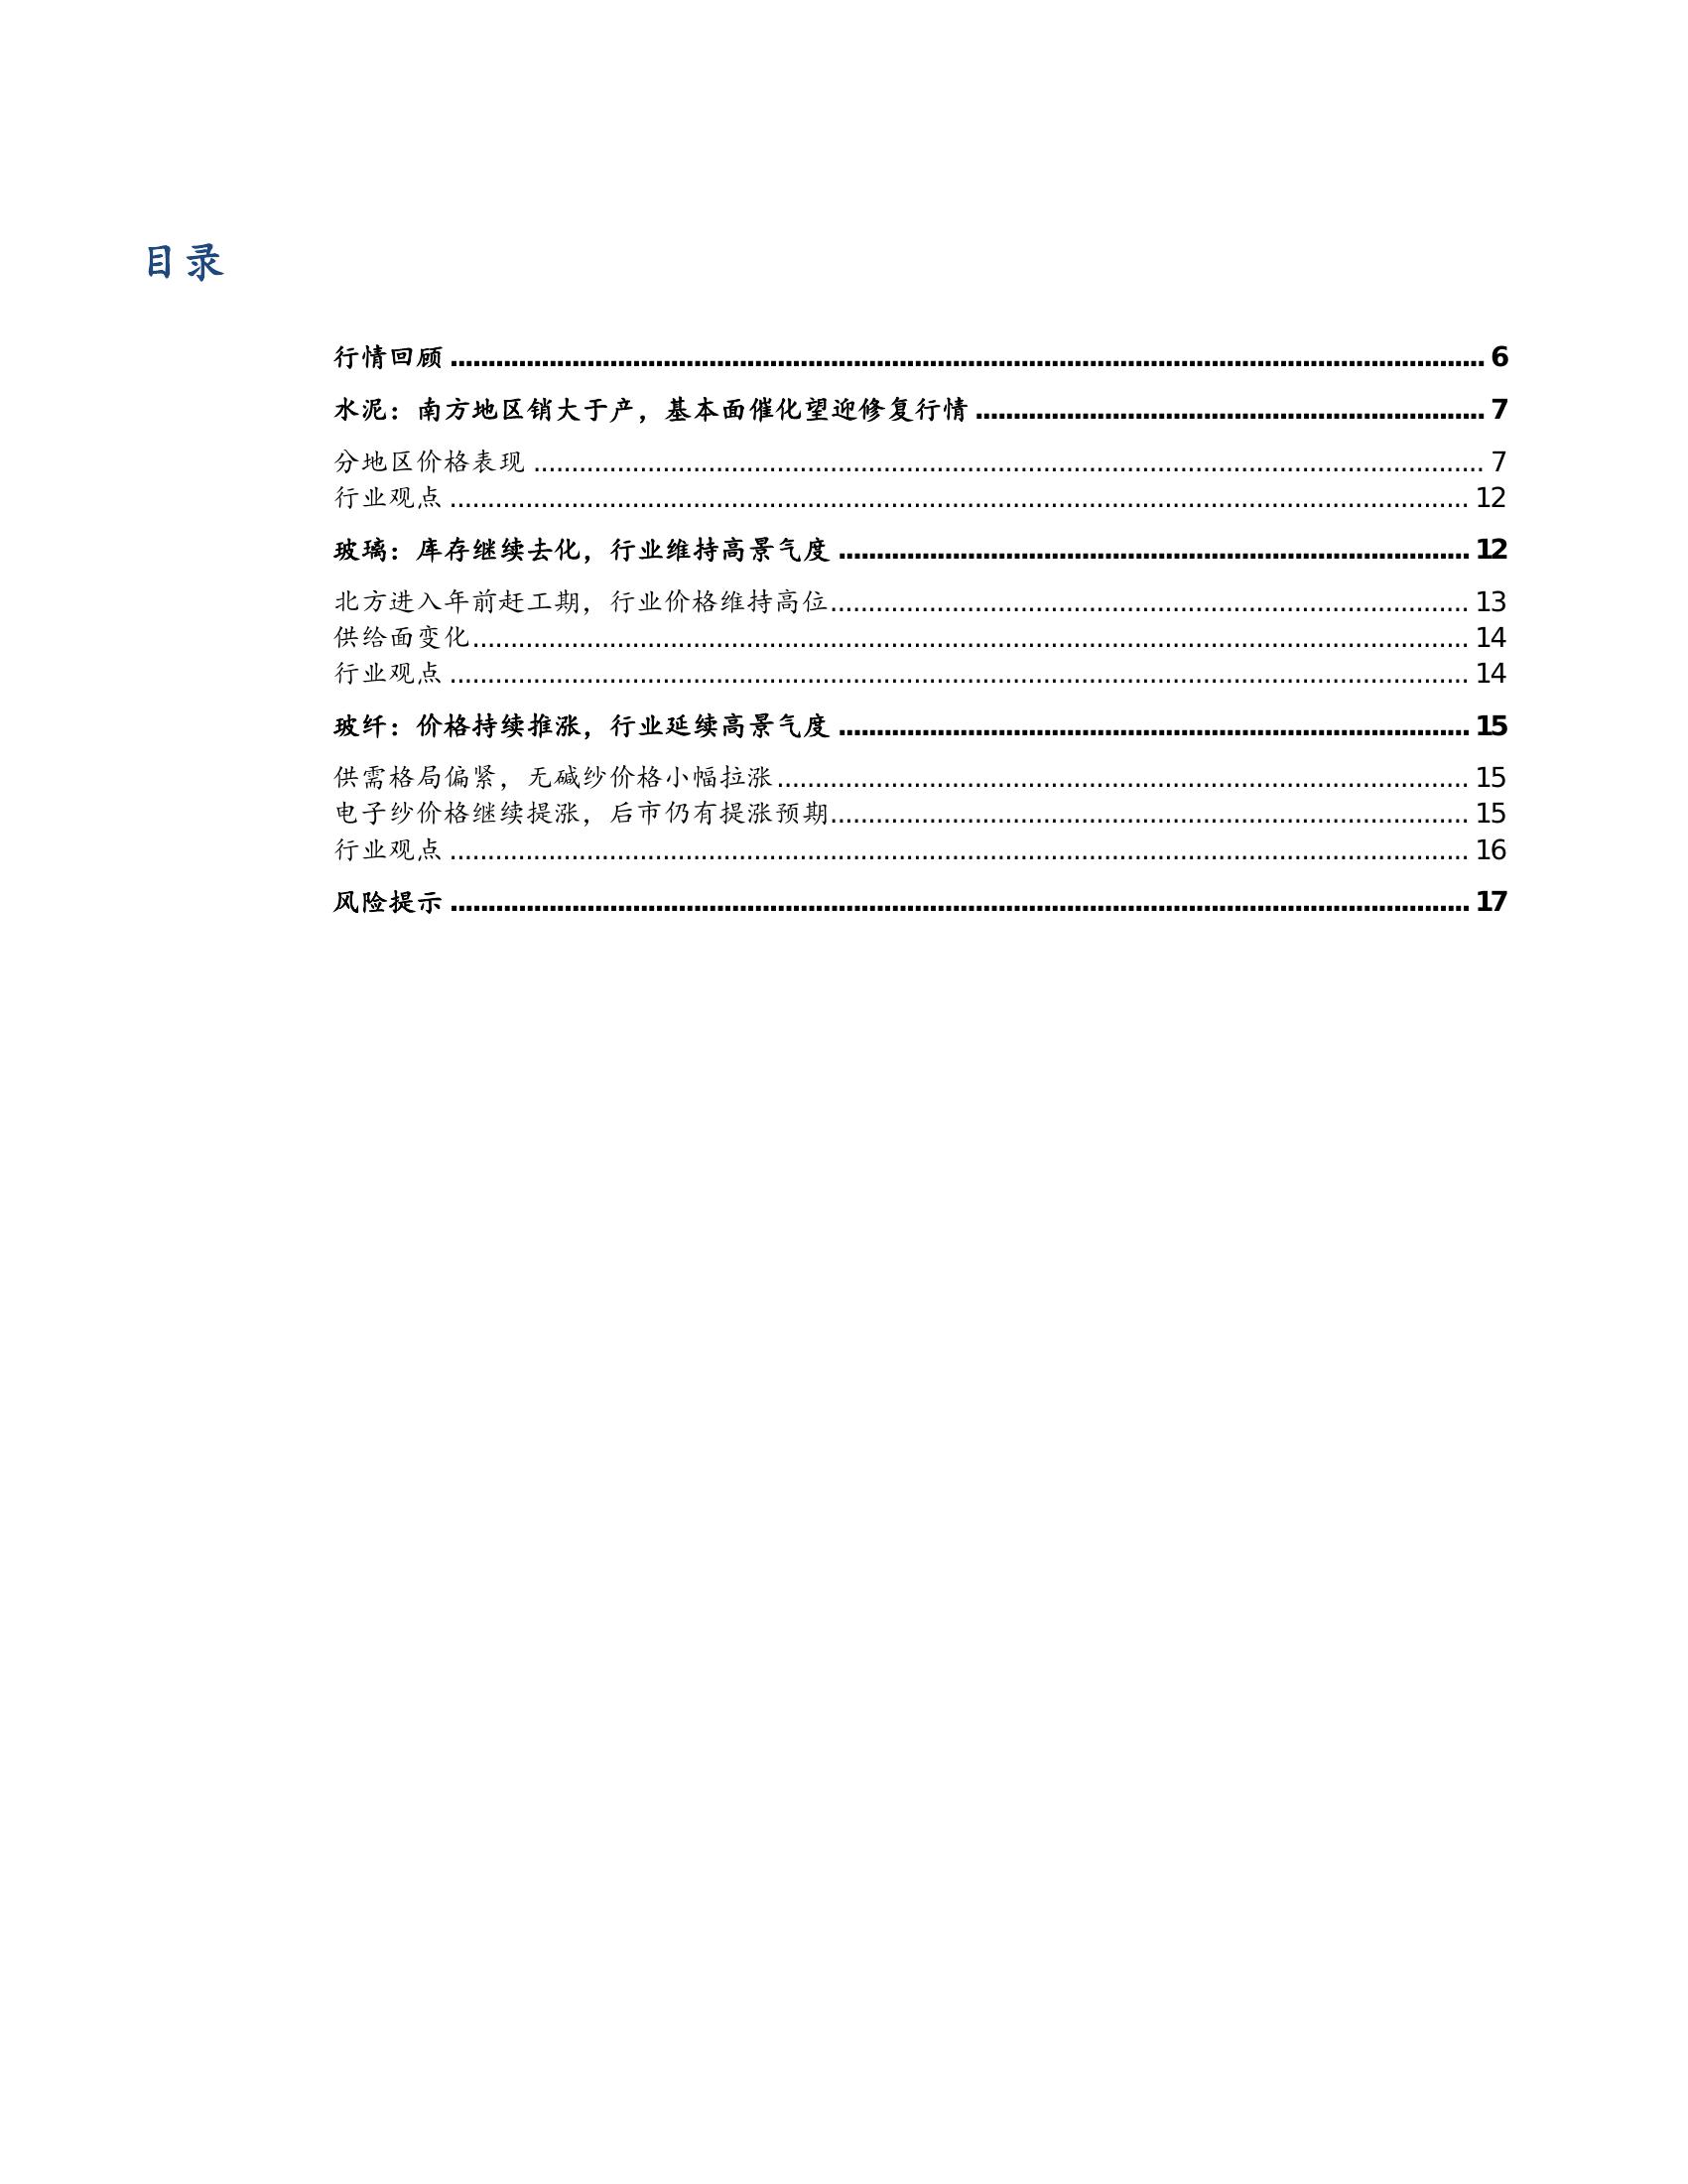 目录
行情回顾 ........ 6
水泥：南方地区销大于产，基本面催化望迎修复行情 ........ 7
分地区价格表现 ........ 7
行业观点 ........ 12
玻璃：库存继续去化，行业维持高景气度 ........ 12
北方进入年前赶工期，行业价格维持高位 ........ 13
供给面变化 ........ 14
行业观点 ........ 14
玻纤：价格持续推涨，行业延续高景气度 ........ 15
供需格局偏紧，无碱纱价格小幅拉涨 ........ 15
电子纱价格继续提涨，后市仍有提涨预期 ........ 15
行业观点 ........ 16
风险提示 ........ 17